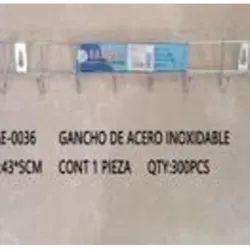 E-0036 GANCHO DE ACERO INOXIDABLE
:43*5CM CONT 1 PIEZA QTY:300PCS